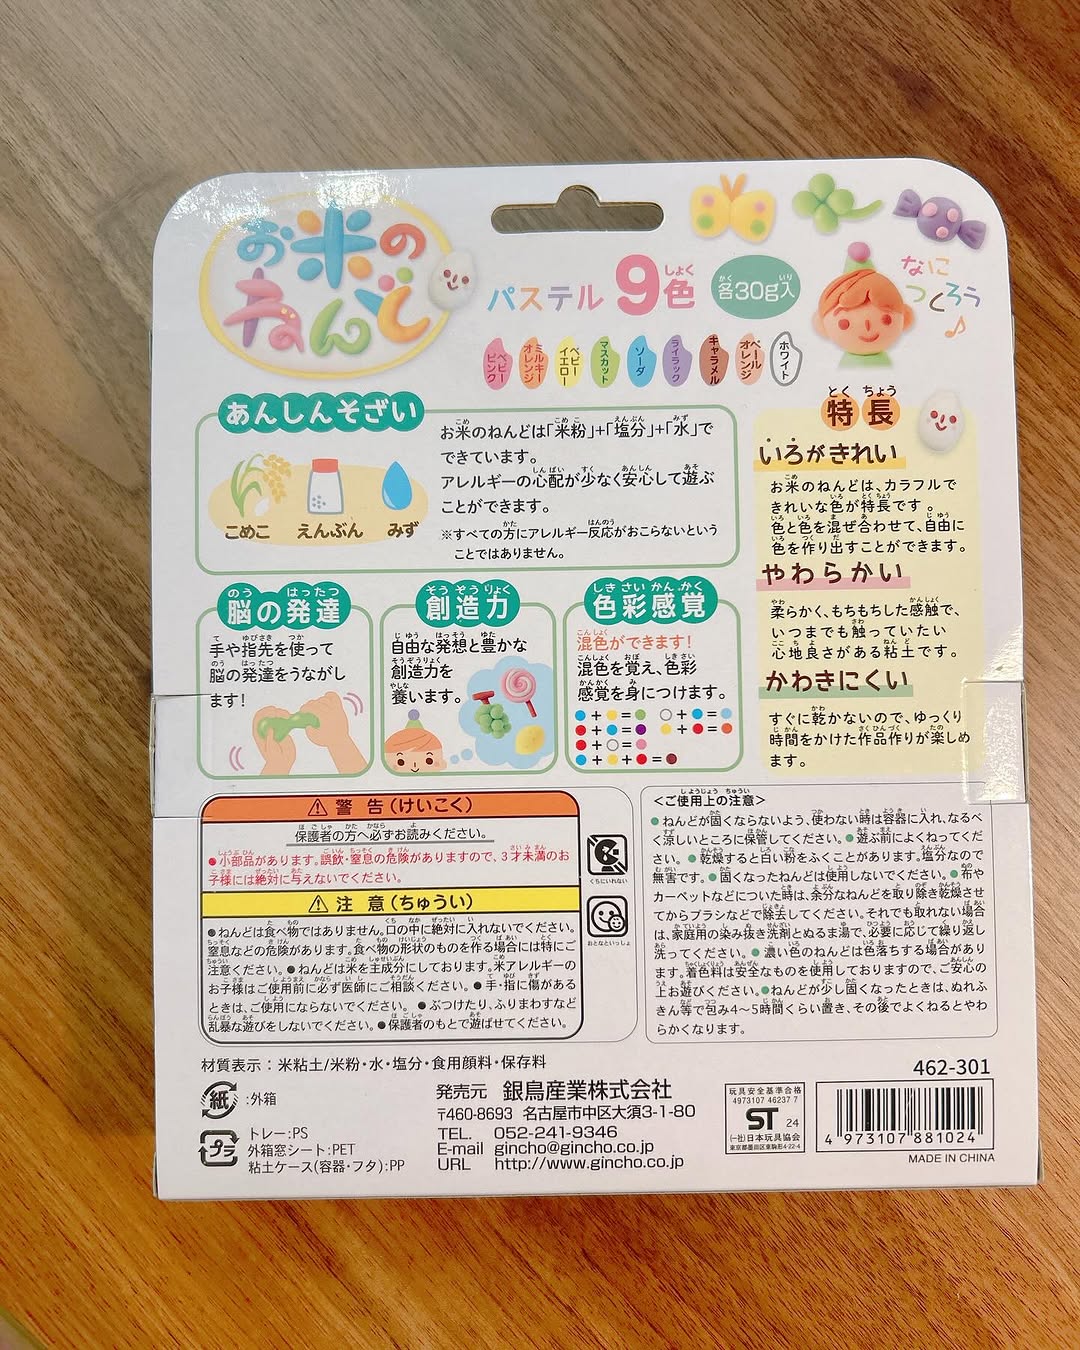 お米の
ねんど
パステル 9色
各30g入
なに
つくろう
ベビーピンク
ミルキーオレンジ
ベビーイエロー
マスカット
ソーダ
ライラック
キャラメル
ペールオレンジ
ホワイト
あんしんそざい
こめこ えんぶん みず
お米のねんどは「米粉」+「塩分」+「水」で
できています。
アレルギーの心配が少なく安心して遊ぶ
ことができます。
※すべての方にアレルギー反応がおこらないという
ことではありません。
特長
いろがきれい
お米のねんどは、カラフルで
きれいな色が特長です。
色と色を混ぜ合わせて、自由に
色を作り出すことができます。
やわらかい
柔らかく、もちもちした感触で、
いつまでも触っていたい
心地良さがある粘土です。
かわきにくい
すぐに乾かないので、ゆっくり
時間をかけた作品作りが楽しめ
ます。
脳の発達
手や指先を使って
脳の発達をうながし
ます!
創造力
自由な発想と豊かな
創造力を
養います。
色彩感覚
混色ができます!
混色を覚え、色彩
感覚を身につけます。
警告(けいこく)
保護者の方へ必ずお読みください。
●小部品があります。誤飲・窒息の危険がありますので、3才未満のお
子様には絶対に与えないでください。
注意(ちゅうい)
●ねんどは食べ物ではありません。口の中に絶対に入れないでください。
窒息などの危険があります。食べ物の形状のものを作る場合には特にご
注意ください。●ねんどは米を主成分にしております。米アレルギーの
お子様はご使用前に必ず医師にご相談ください。●手・指に傷がある
ときは、ご使用にならないでください。●ぶつけたり、ふりまわすなど
乱暴な遊びをしないでください。●保護者のもとで遊ばせてください。
くちにいれない
おとなといっしょ
<ご使用上の注意>
●ねんどが固くならないよう、使わない時は容器に入れ、なるべ
く涼しいところに保管してください。●遊ぶ前によくねってくだ
さい。●乾燥すると白い粉をふくことがあります。塩分なので
無害です。●固くなったねんどは使用しないでください。●布や
カーペットなどについた時は、余分なねんどを取り除き乾燥させ
てからブラシなどで除去してください。それでも取れない場合
は、家庭用の染み抜き洗剤とぬるま湯で、必要に応じて繰り返し
洗ってください。●濃い色のねんどは色落ちする場合があり
ます。着色料は安全なものを使用しておりますので、ご安心の
上お遊びください。●ねんどが少し固くなったときは、ぬれふ
きん等で包み4〜5時間くらい置き、その後でよくねるとやわ
らかくなります。
材質表示:米粘土/米粉・水・塩分・食用顔料・保存料
紙 :外箱
プラ トレー:PS
外箱窓シート:PET
粘土ケース(容器・フタ):PP
発売元 銀鳥産業株式会社
〒460-8693 名古屋市中区大須3-1-80
TEL. 052-241-9346
E-mail gincho@gincho.co.jp
URL http://www.gincho.co.jp
462-301
玩具安全基準合格
4973107 46237 7
ST 24
(一社)日本玩具協会
東京都墨田区東駒形4-22-4
4 973107 881024
MADE IN CHINA